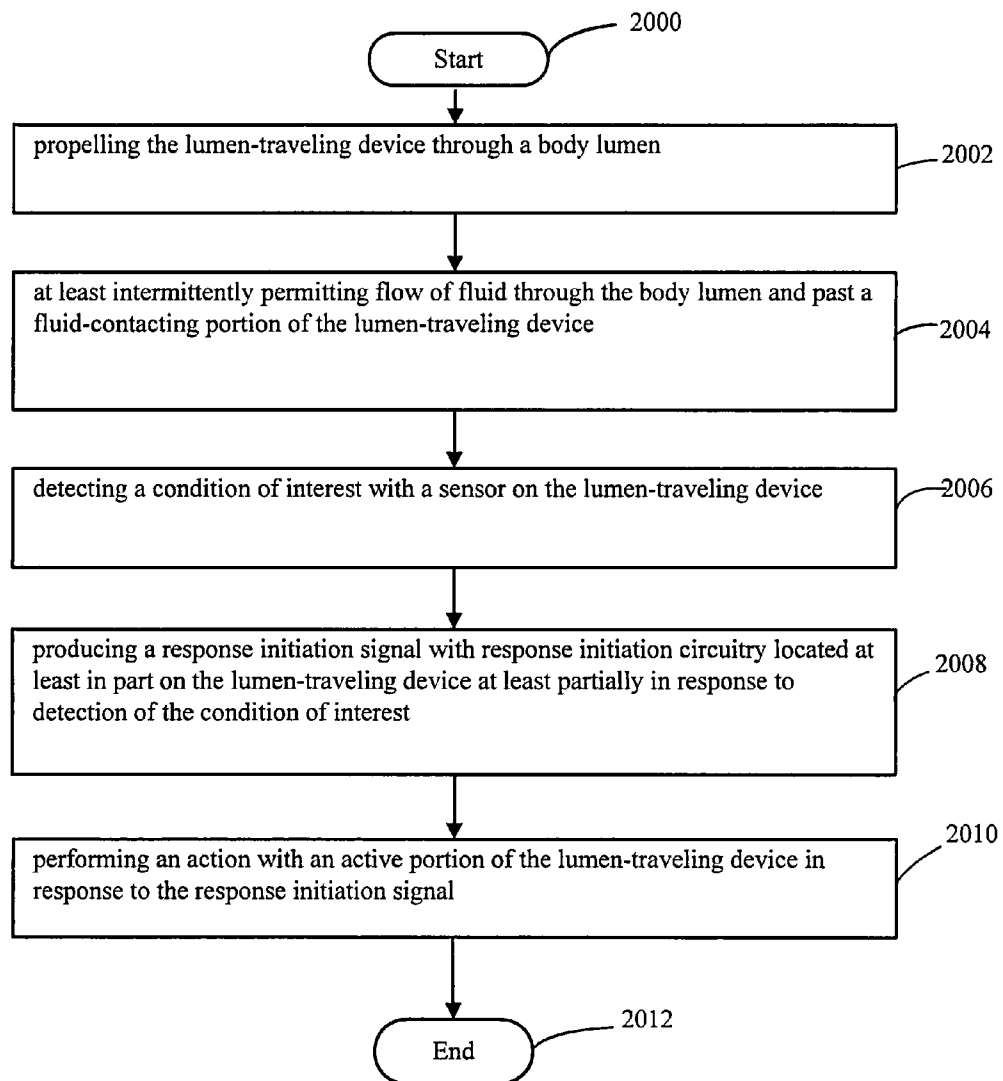 2000
Start
propelling the lumen-traveling device through a body lumen
2002
at least intermittently permitting flow of fluid through the body lumen and past a
fluid-contacting portion of the lumen-traveling device
2004
detecting a condition of interest with a sensor on the lumen-traveling device
2006
producing a response initiation signal with response initiation circuitry located at
least in part on the lumen-traveling device at least partially in response to
detection of the condition of interest
2008
performing an action with an active portion of the lumen-traveling device in
response to the response initiation signal
2010
2012
End